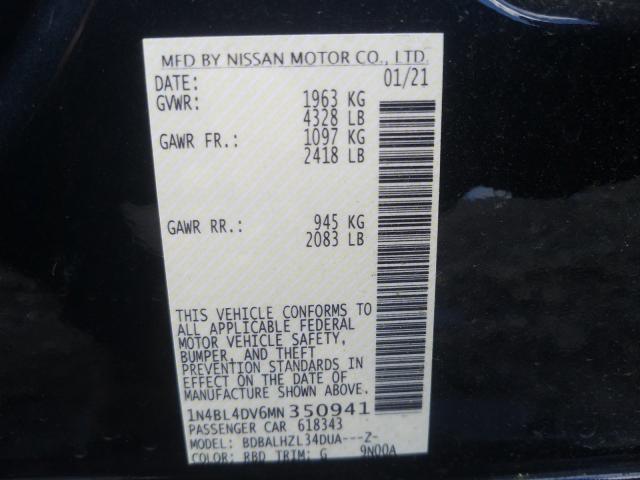 MFD BY NISSAN MOTOR CO., LTD.
DATE: 01/21
GVWR: 1963 KG
4328 LB
GAWR FR.: 1097 KG
2418 LB
GAWR RR.: 945 KG
2083 LB
THIS VEHICLE CONFORMS TO
ALL APPLICABLE FEDERAL
MOTOR VEHICLE SAFETY,
BUMPER, AND THEFT
PREVENTION STANDARDS IN
EFFECT ON THE DATE OF
MANUFACTURE SHOWN ABOVE.
1N4BL4DV6MN350941
PASSENGER CAR 618343
MODEL: BDBALHZL34DUA---Z-
COLOR: RBD TRIM: G 9N00A